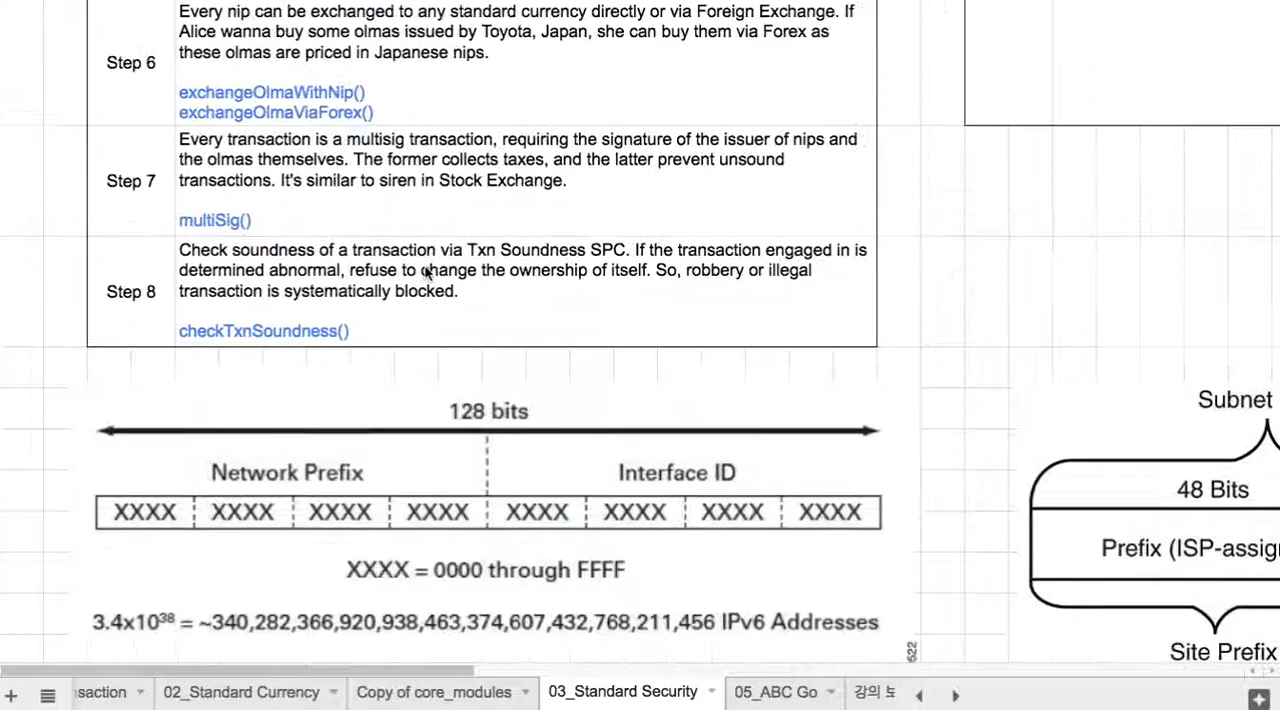 Every nip can be exchanged to any standard currency directly or via Foreign Exchange. If
Alice wanna buy some olmas issued by Toyota, Japan, she can buy them via Forex as
these olmas are priced in Japanese nips.
Step 6
exchangeOlmaWithNip()
exchangeOlmaViaForex()
Every transaction is a multisig transaction, requiring the signature of the issuer of nips and
the olmas themselves. The former collects taxes, and the latter prevent unsound
Step 7
transactions. It's similar to siren in Stock Exchange.
multiSig()
Check soundness of a transaction via Txn Soundness SPC. If the transaction engaged in is
determined abnormal, refuse to change the ownership of itself. So, robbery or illegal
Step 8
transaction is systematically blocked.
checkTxnSoundness()
128 bits
Network Prefix
Interface ID
XXXX XXXX XXXX XXXX XXXX XXXX XXXX XXXX
XXXX = 0000 through FFFF
3.4x10³⁸ = ~340,282,366,920,938,463,374,607,432,768,211,456 IPv6 Addresses
522
Subnet
48 Bits
Prefix (ISP-assig
Site Prefix
saction
02_Standard Currency
Copy of core_modules
03_Standard Security
05_ABC Go
강의 노